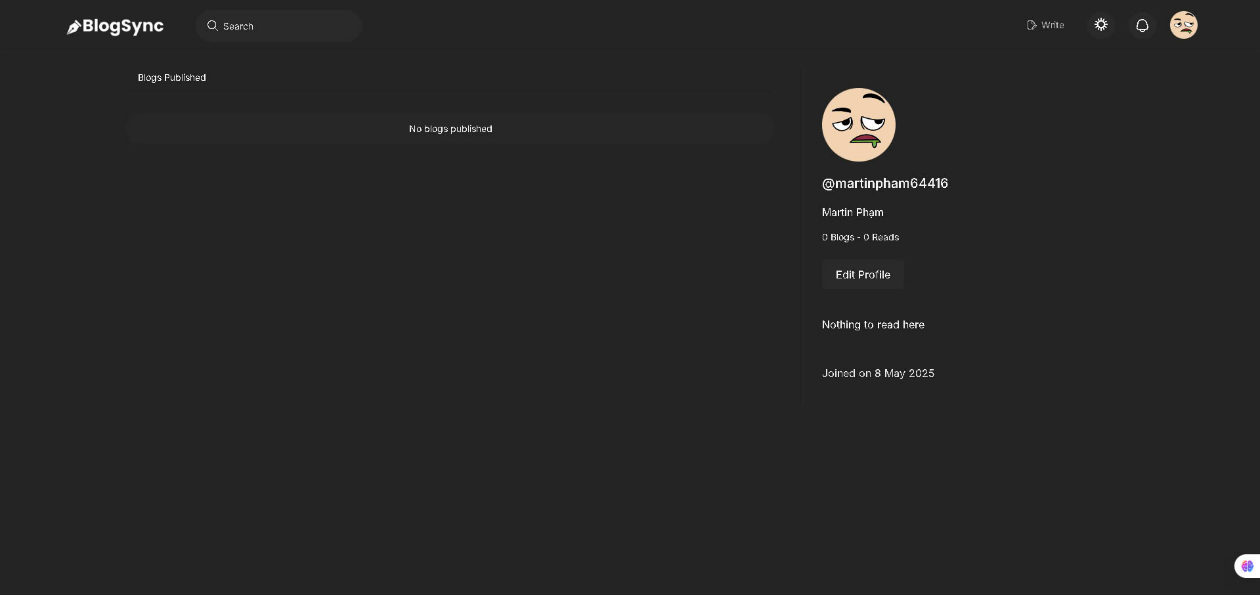 BlogSync
Search
Write
Blogs Published
No blogs published
@martinpham64416
Martin Phạm
0 Blogs - 0 Reads
Edit Profile
Nothing to read here
Joined on 8 May 2025